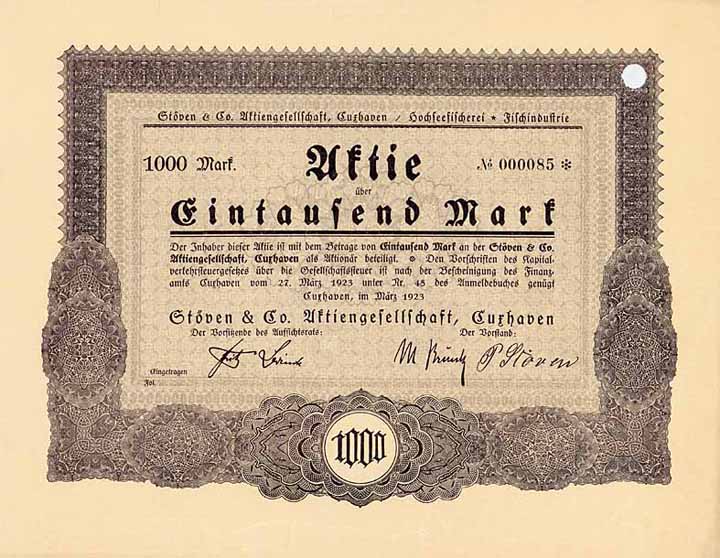 Stöven & Co. Aktiengesellschaft, Cuxhaven / Hochseefischerei * Fischindustrie
1000 Mark. Aktie № 000085 *
über
Eintausend Mark
Der Inhaber dieser Aktie ist mit dem Betrage von Eintausend Mark an der Stöven & Co.
Aktiengesellschaft, Cuxhaven als Aktionär beteiligt. * Den Vorschriften des Kapital-
verkehrsteuergesetzes über die Gesellschaftssteuer ist nach der Bescheinigung des Finanz-
amts Cuxhaven vom 27. März 1923 unter Nr. 45 des Anmeldebuches genügt
Cuxhaven, im März 1923
Stöven & Co. Aktiengesellschaft, Cuxhaven
Der Vorsitzende des Aufsichtsrats: Der Vorstand:
P. Stöven
Eingetragen
Fol.
1000